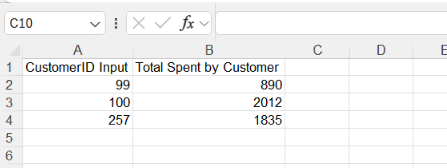 C10 fx
A B C D E
1 CustomerID Input Total Spent by Customer
2 99 890
3 100 2012
4 257 1835
5
6